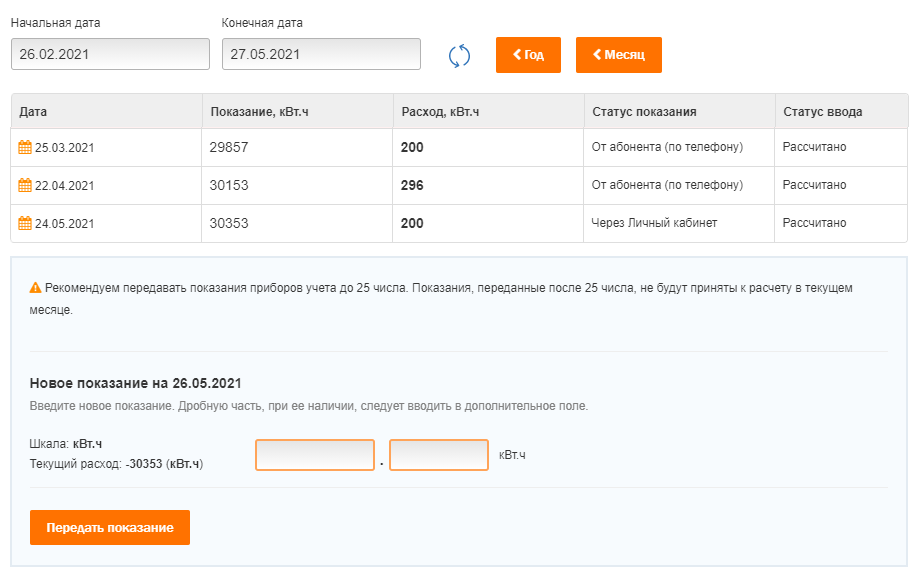 Начальная дата Конечная дата
26.02.2021 27.05.2021 Год Месяц
Дата Показание, кВт.ч Расход, кВт.ч Статус показания Статус ввода
25.03.2021 29857 200 От абонента (по телефону) Рассчитано
22.04.2021 30153 296 От абонента (по телефону) Рассчитано
24.05.2021 30353 200 Через Личный кабинет Рассчитано
Рекомендуем передавать показания приборов учета до 25 числа. Показания, переданные после 25 числа, не будут приняты к расчету в текущем
месяце.
Новое показание на 26.05.2021
Введите новое показание. Дробную часть, при ее наличии, следует вводить в дополнительное поле.
Шкала: кВт.ч
Текущий расход: -30353 (кВт.ч) . кВт.ч
Передать показание